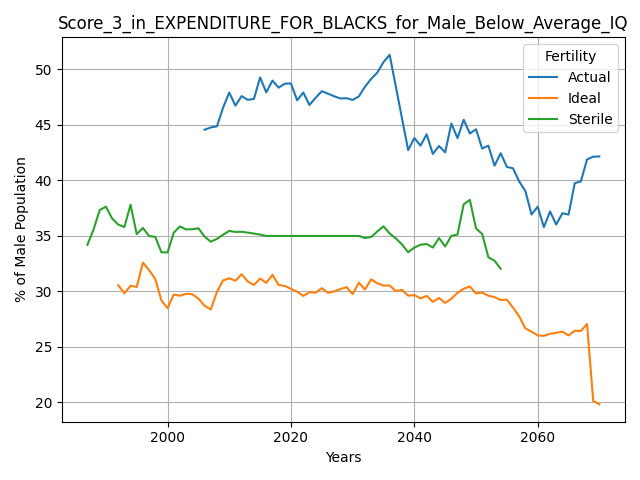 Score_3_in_EXPENDITURE_FOR_BLACKS_for_Male_Below_Average_IQ
% of Male Population
50
45
40
35
30
25
20
Fertility
Actual
Ideal
Sterile
2000
2020
2040
2060
Years